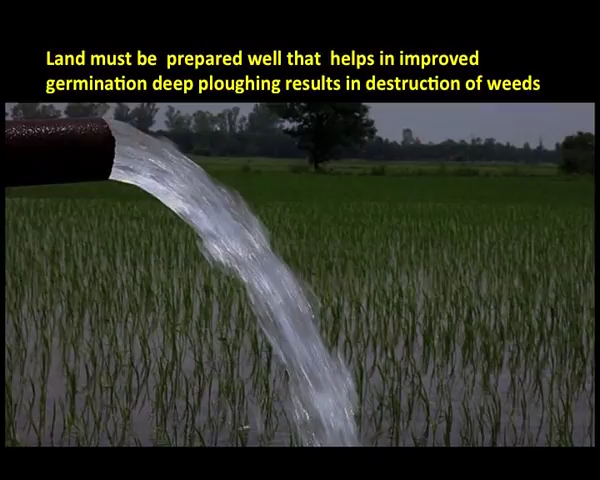 Land must be prepared well that helps in improved
germination deep ploughing results in destruction of weeds